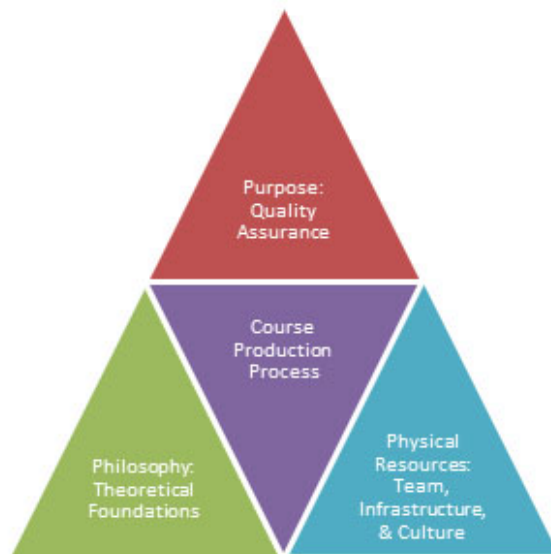 Purpose:
Quality
Assurance
Course
Production
Process
Philosophy:
Theoretical
Foundations
Physical
Resources:
Team,
Infrastructure,
& Culture